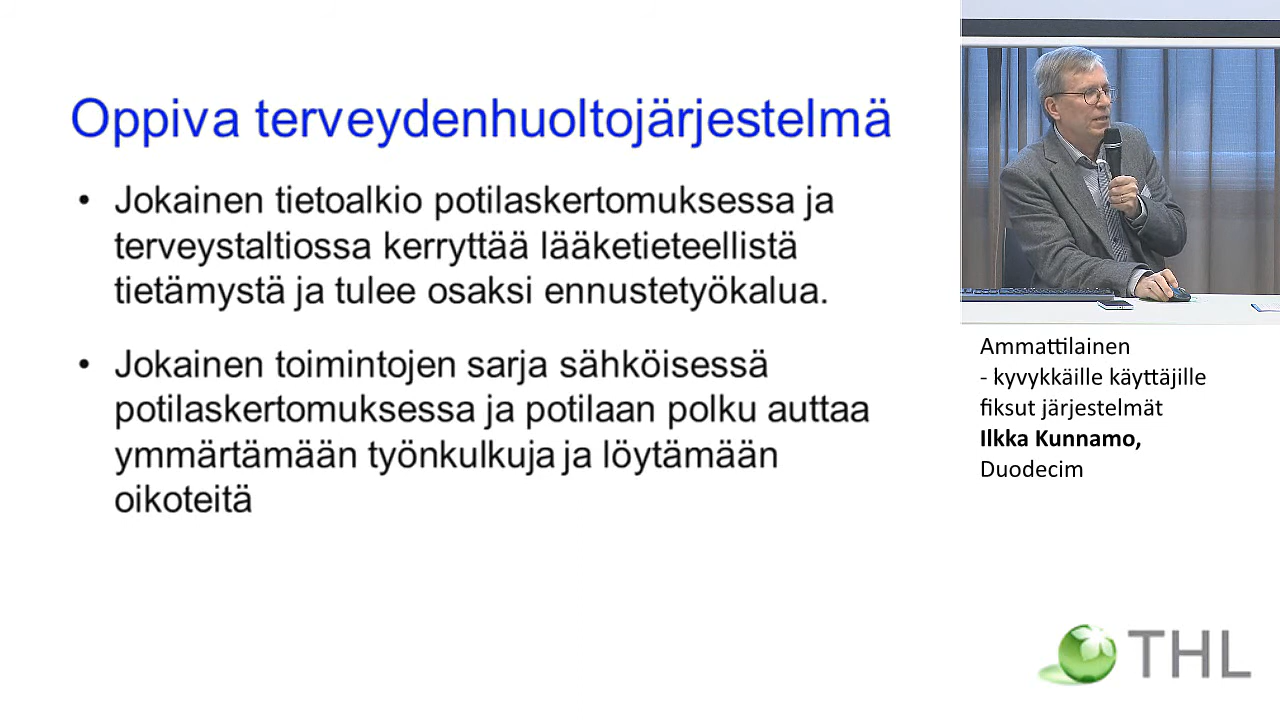 Oppiva terveydenhuoltojärjestelmä
• Jokainen tietoalkio potilaskertomuksessa ja
terveystaltiossa kerryttää lääketieteellistä
tietämystä ja tulee osaksi ennustetyökalua.
• Jokainen toimintojen sarja sähköisessä
potilaskertomuksessa ja potilaan polku auttaa
ymmärtämään työnkulkuja ja löytämään
oikoteitä
Ammattilainen
- kyvykkäille käyttäjille
fiksut järjestelmät
Ilkka Kunnamo,
Duodecim
THL